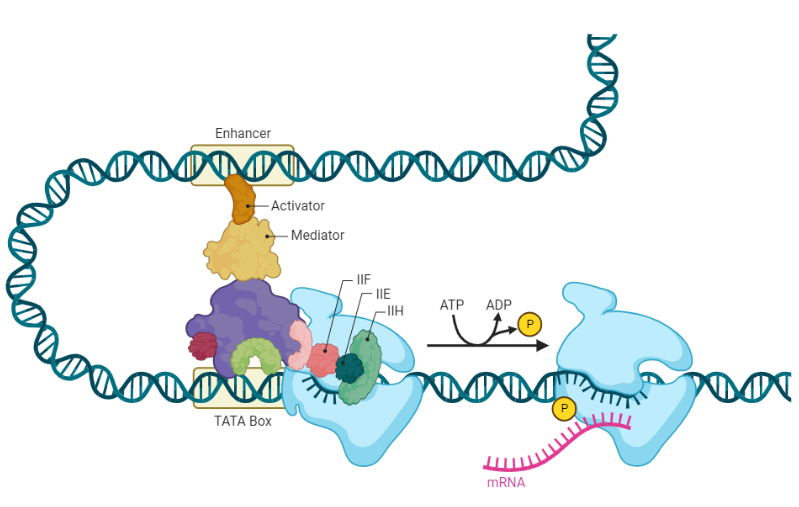 Enhancer
Activator
Mediator
IIF
IIE
IIH
ATP
ADP
P
TATA Box
P
mRNA